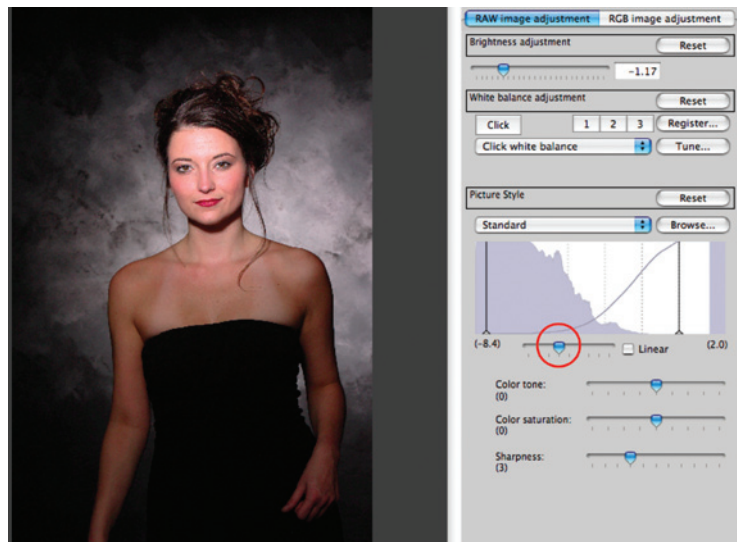 RAW image adjustment RGB image adjustment
Brightness adjustment Reset
-1.17
White balance adjustment Reset
Click 1 2 3 Register...
Click white balance Tune...
Picture Style Reset
Standard Browse...
(-8.4) Linear (2.0)
Color tone:
(0)
Color saturation:
(0)
Sharpness:
(3)